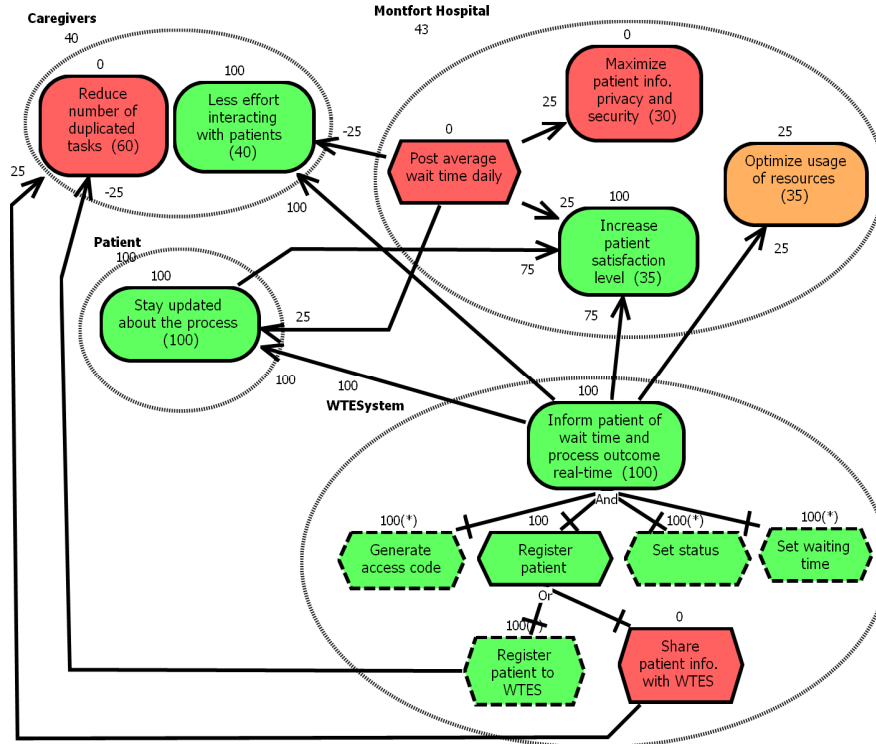 Caregivers
40
Montfort Hospital
43
0
Reduce
number of
duplicated
tasks (60)
100
Less effort
interacting
with patients
(40)
0
Maximize
patient info.
privacy and
security (30)
25
-25
0
Post average
wait time daily
25
Optimize usage
of resources
(35)
25
-25
100
25
100
Increase
patient
satisfaction
level (35)
75
25
Patient
100
100
Stay updated
about the process
(100)
25
75
100
100
WTESystem
100
Inform patient of
wait time and
process outcome
real-time (100)
And
100(*)
Generate
access code
100
Register
patient
100(*)
Set status
100(*)
Set waiting
time
Or
100(*)
Register
patient to
WTES
0
Share
patient info.
with WTES